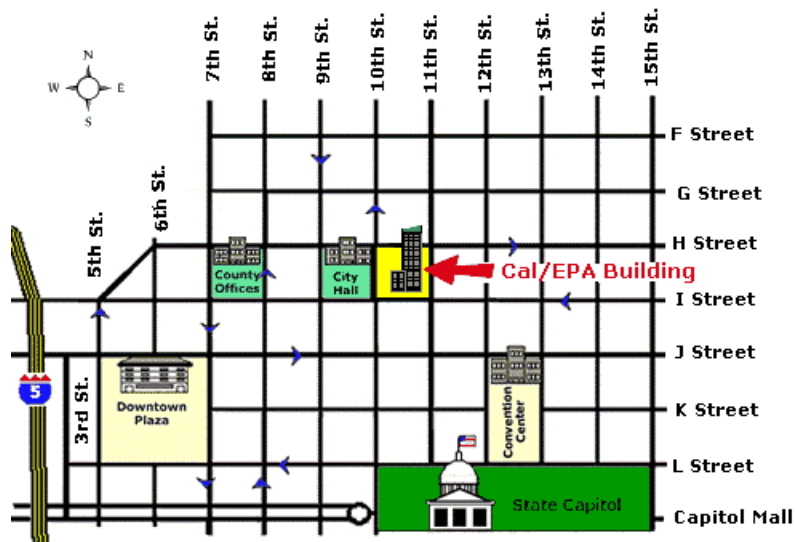 N
W
E
S
7th St.
8th St.
9th St.
10th St.
11th St.
12th St.
13th St.
14th St.
15th St.
F Street
6th St.
G Street
5th St.
H Street
County
Offices
City
Hall
Cal/EPA Building
I Street
J Street
5
3rd St.
Downtown
Plaza
Convention
Center
K Street
L Street
State Capitol
Capitol Mall